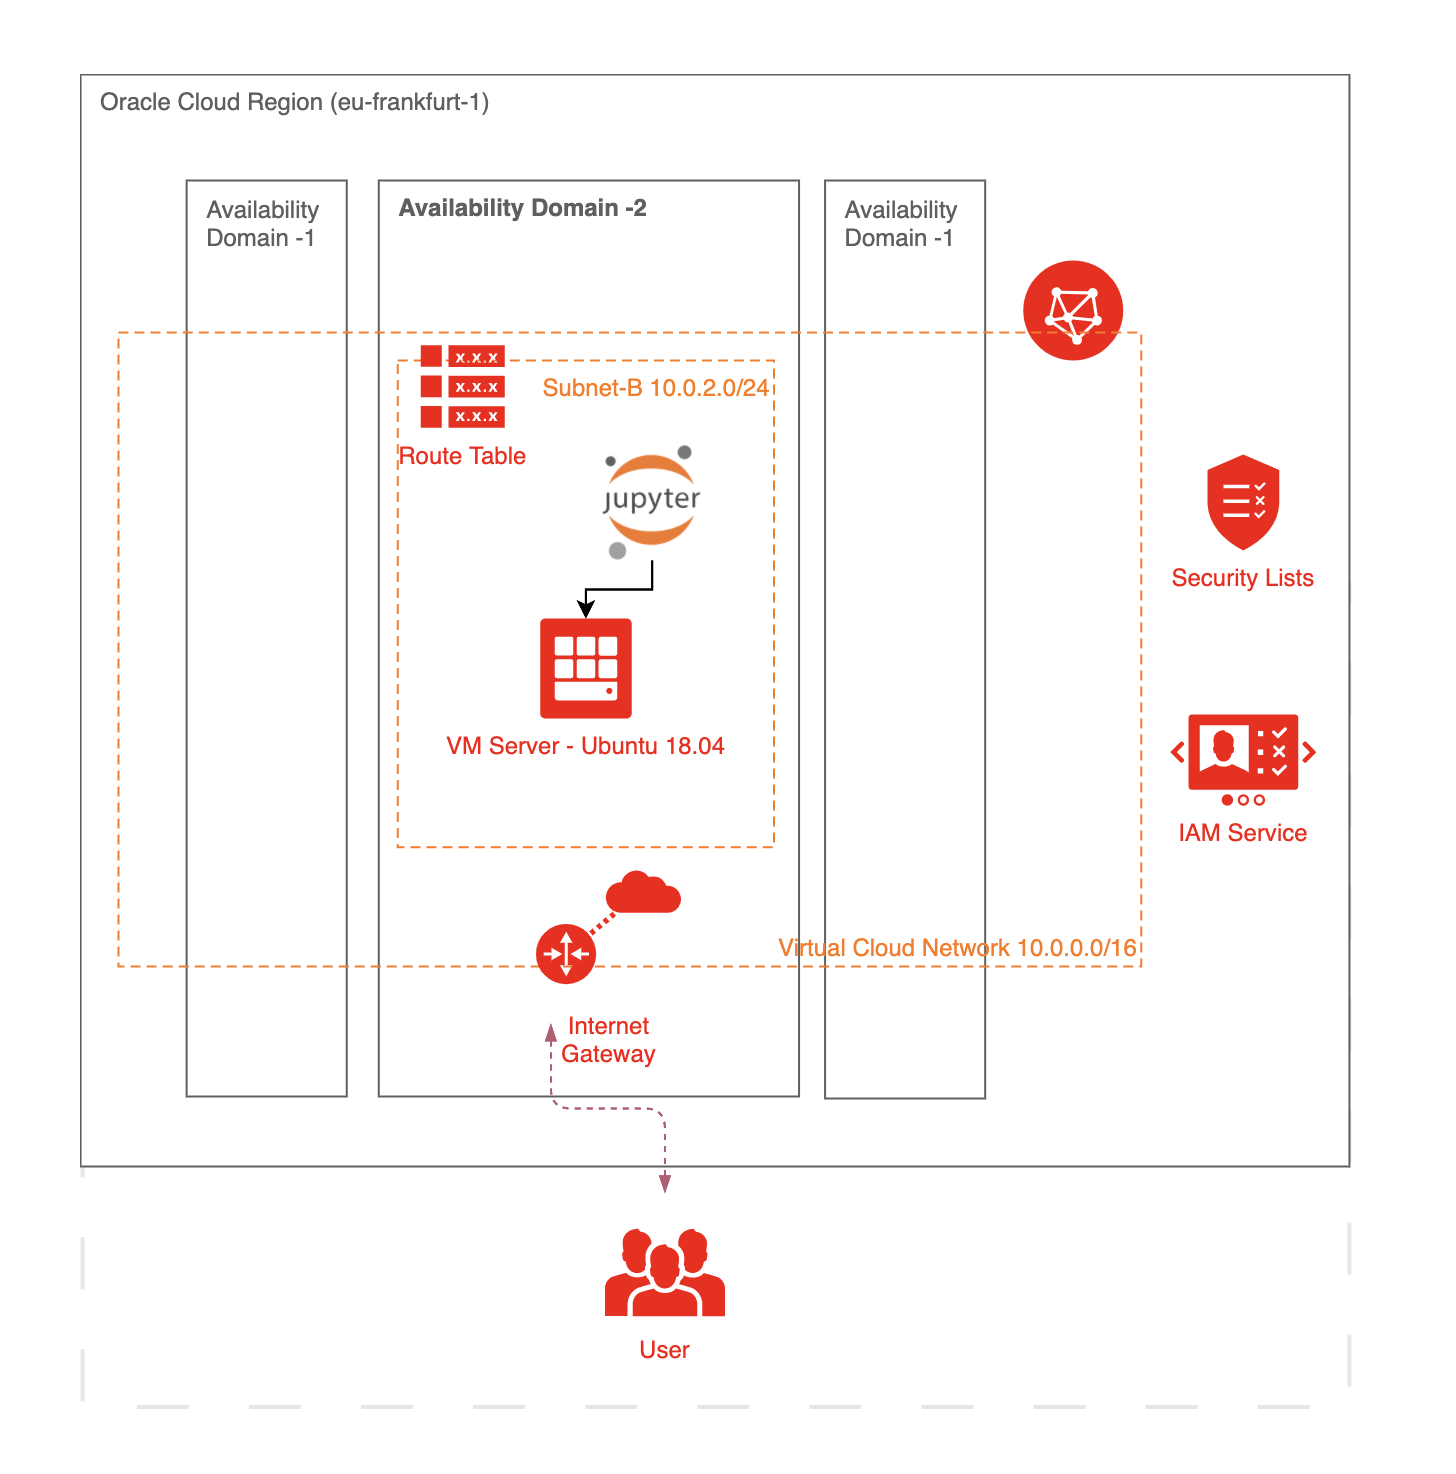 Oracle Cloud Region (eu-frankfurt-1)
Availability
Domain -1
Availability Domain -2
Availability
Domain -1
x.x.x
x.x.x
x.x.x
Subnet-B 10.0.2.0/24
Route Table
jupyter
Security Lists
VM Server - Ubuntu 18.04
IAM Service
Virtual Cloud Network 10.0.0.0/16
Internet
Gateway
User